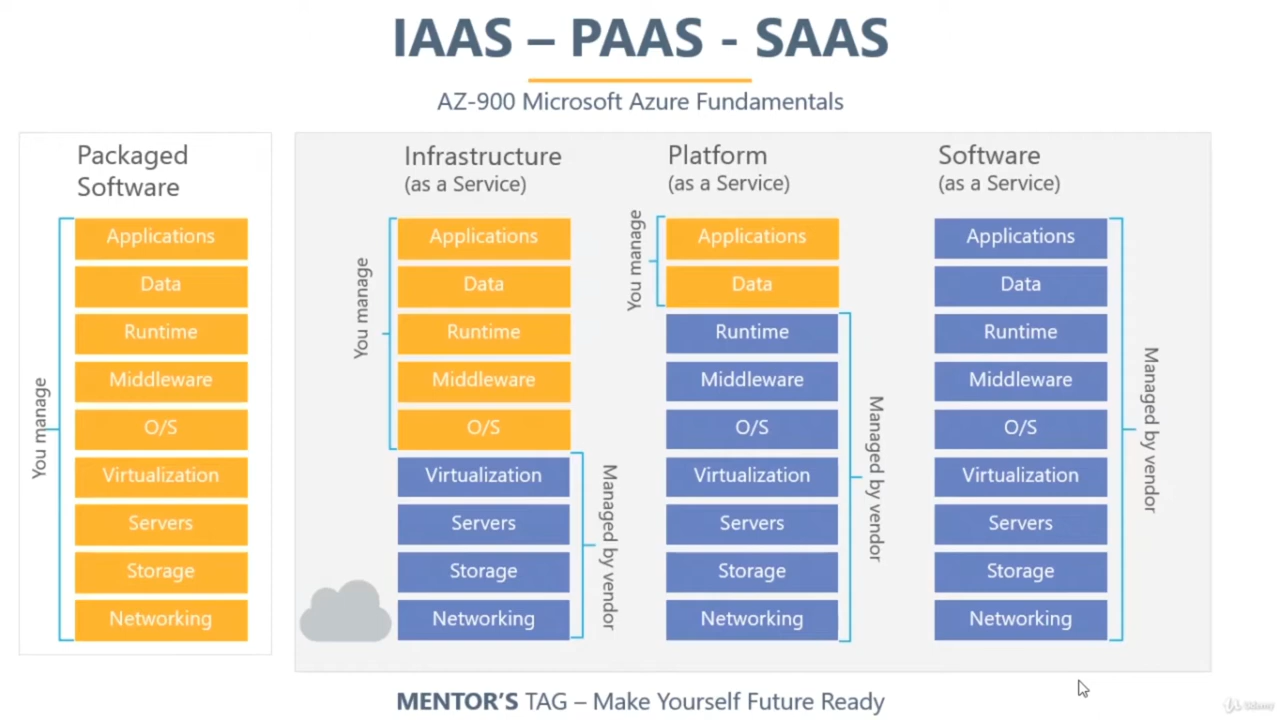 IAAS – PAAS - SAAS
AZ-900 Microsoft Azure Fundamentals
Packaged
Software
You manage
Applications
Data
Runtime
Middleware
O/S
Virtualization
Servers
Storage
Networking
Infrastructure
(as a Service)
You manage
Applications
Data
Runtime
Middleware
O/S
Virtualization
Servers
Storage
Networking
Managed by vendor
Platform
(as a Service)
You manage
Applications
Data
Runtime
Middleware
O/S
Virtualization
Servers
Storage
Networking
Managed by vendor
Software
(as a Service)
Applications
Data
Runtime
Middleware
O/S
Virtualization
Servers
Storage
Networking
Managed by vendor
MENTOR'S TAG – Make Yourself Future Ready
Udemy